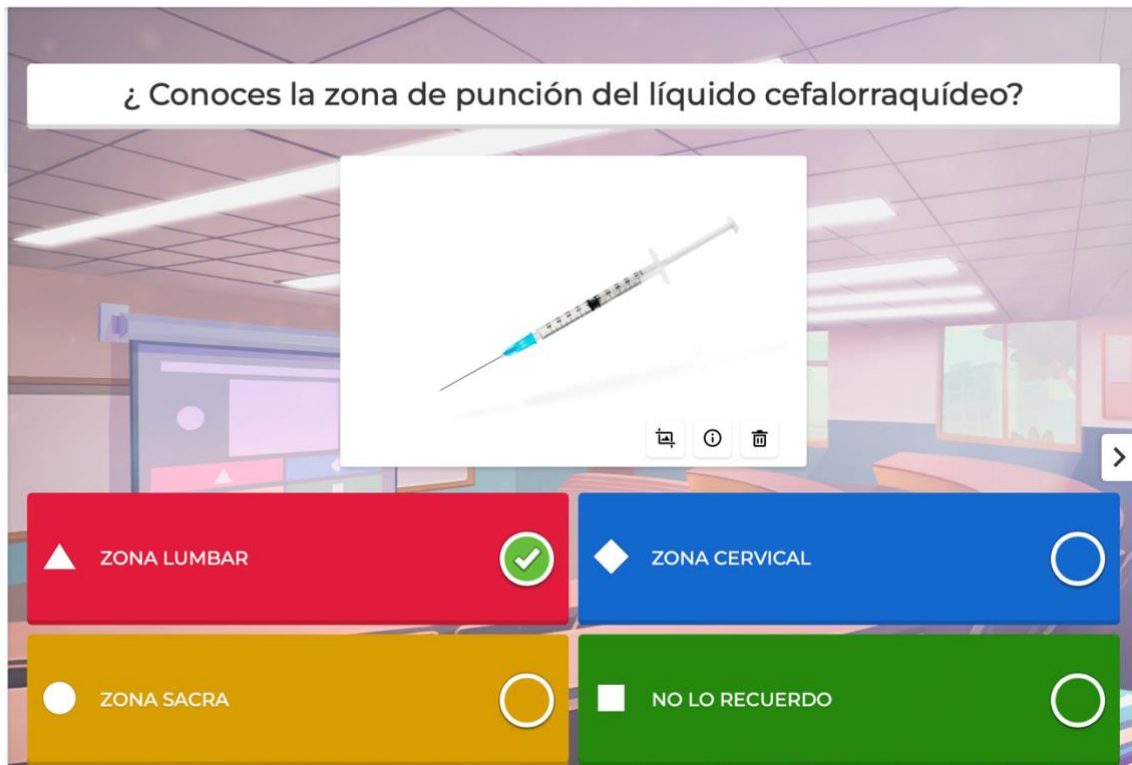 ¿ Conoces la zona de punción del líquido cefalorraquídeo?
ZONA LUMBAR
ZONA CERVICAL
ZONA SACRA
NO LO RECUERDO